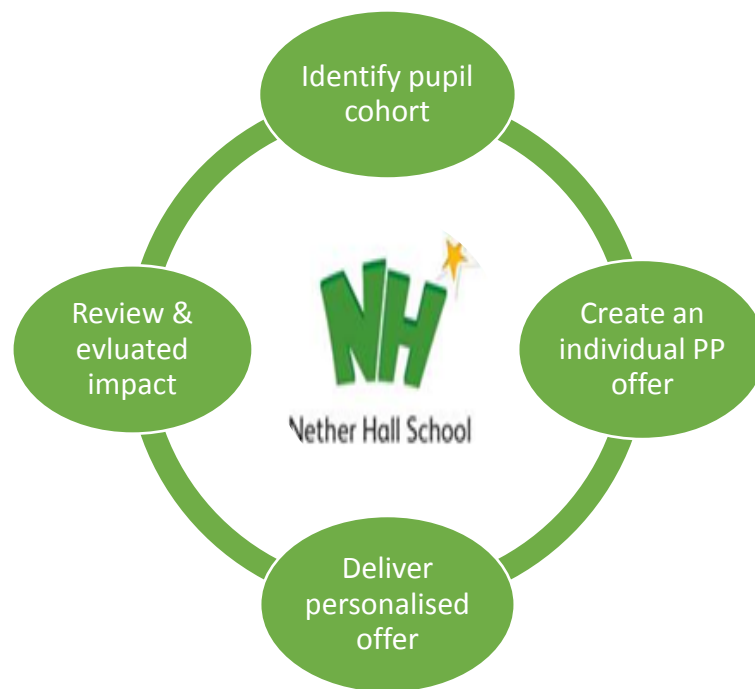 Identify pupil
cohort
Create an
individual PP
offer
Deliver
personalised
offer
Review &
evluated
impact
NH
Nether Hall School